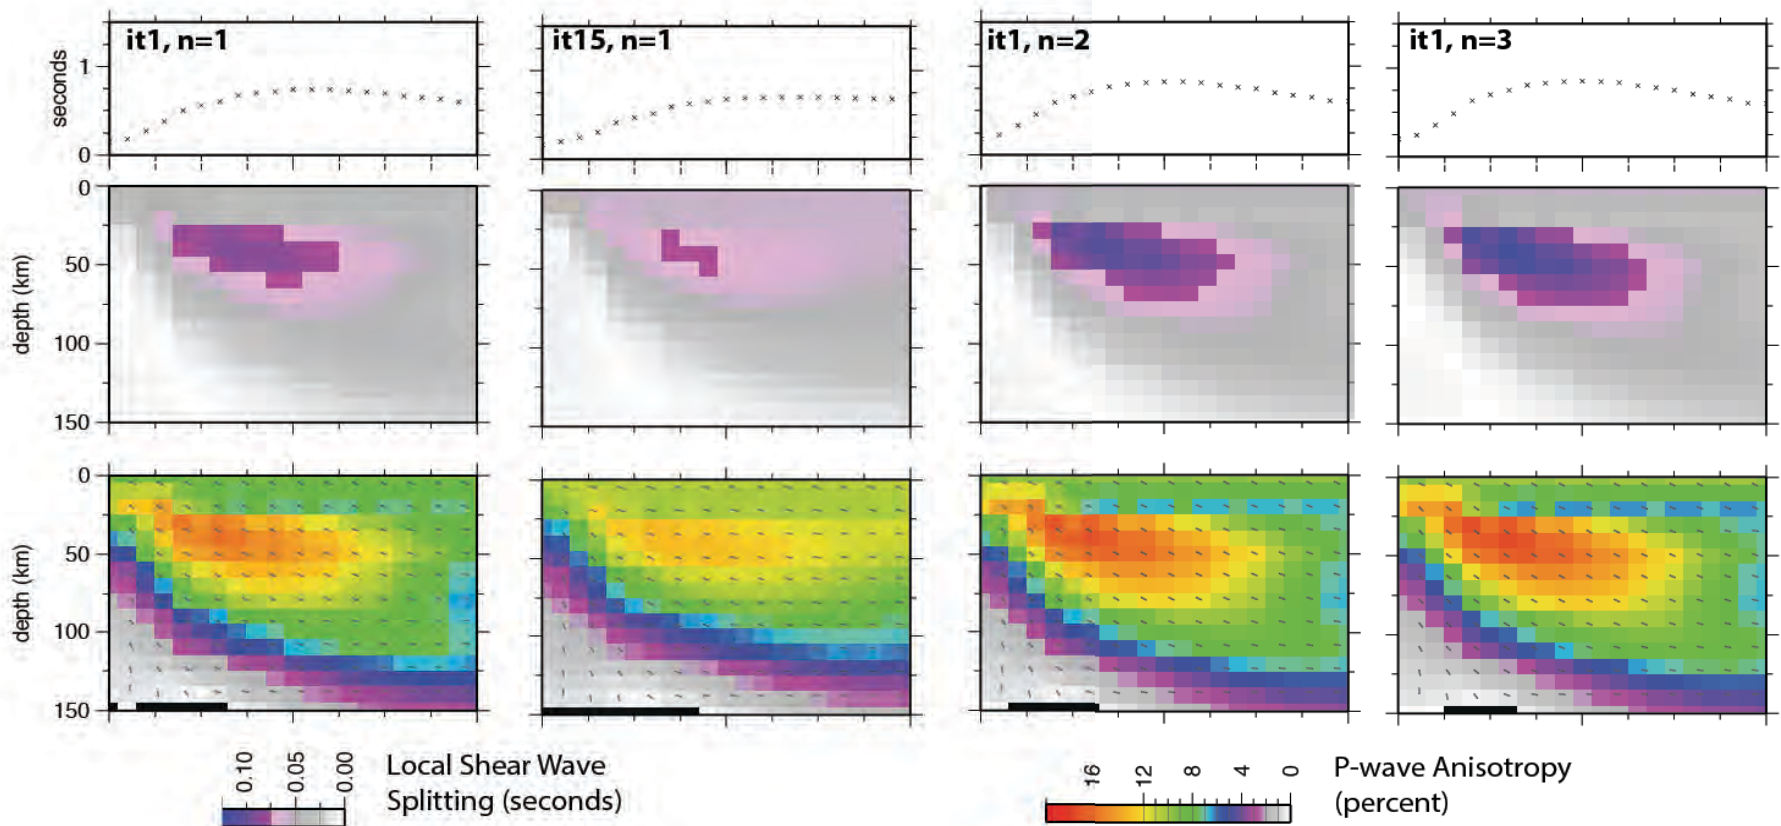 it1, n=1
it15, n=1
it1, n=2
it1, n=3
seconds
1
0
depth (km)
0
50
100
150
depth (km)
0
50
100
150
0.10
0.05
0.00
Local Shear Wave
Splitting (seconds)
16
12
8
4
0
P-wave Anisotropy
(percent)